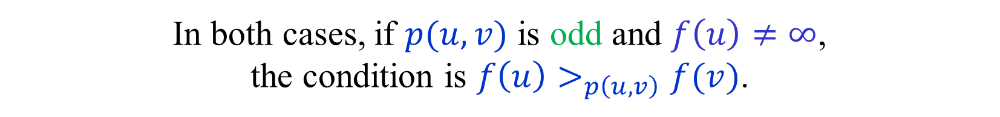 In both cases, if p(u, v) is odd and f(u) ≠ ∞,
the condition is f(u) >_{p(u,v)} f(v).